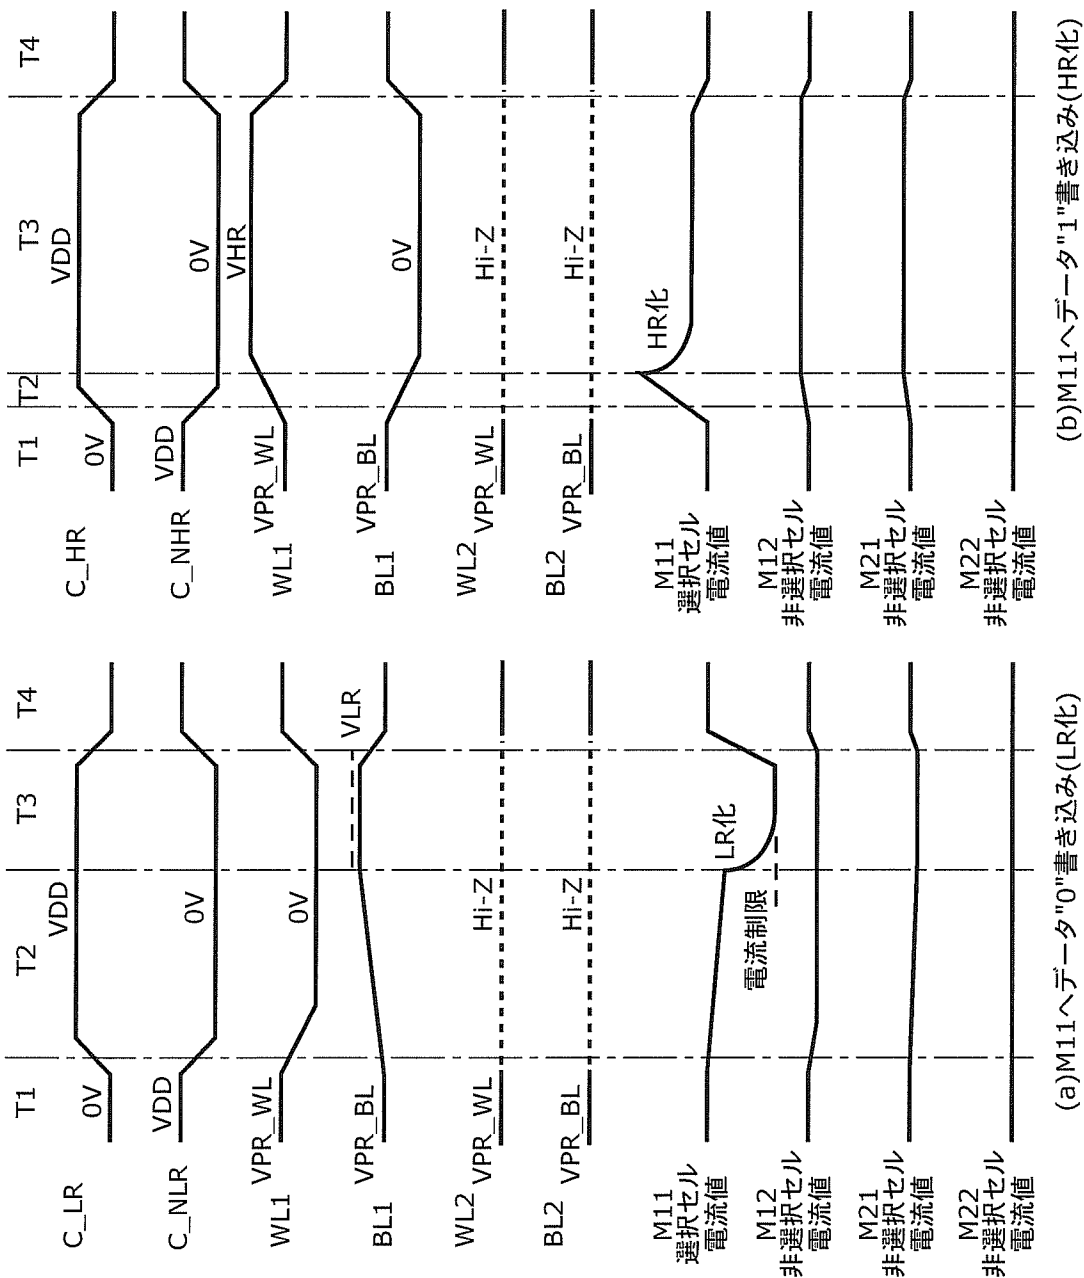 T1 T2 T3 T4
C_LR 0V VDD
C_NLR VDD 0V
WL1 VPR_WL 0V
BL1 VPR_BL VLR
WL2 VPR_WL Hi-Z
BL2 VPR_BL Hi-Z
M11
選択セル
電流値
電流制限
LR化
M12
非選択セル
電流値
M21
非選択セル
電流値
M22
非選択セル
電流値
(a)M11へデータ"0"書き込み(LR化)
T1 T2 T3 T4
C_HR 0V VDD
C_NHR VDD 0V
WL1 VPR_WL VHR
BL1 VPR_BL 0V
WL2 VPR_WL Hi-Z
BL2 VPR_BL Hi-Z
M11
選択セル
電流値
HR化
M12
非選択セル
電流値
M21
非選択セル
電流値
M22
非選択セル
電流値
(b)M11へデータ"1"書き込み(HR化)